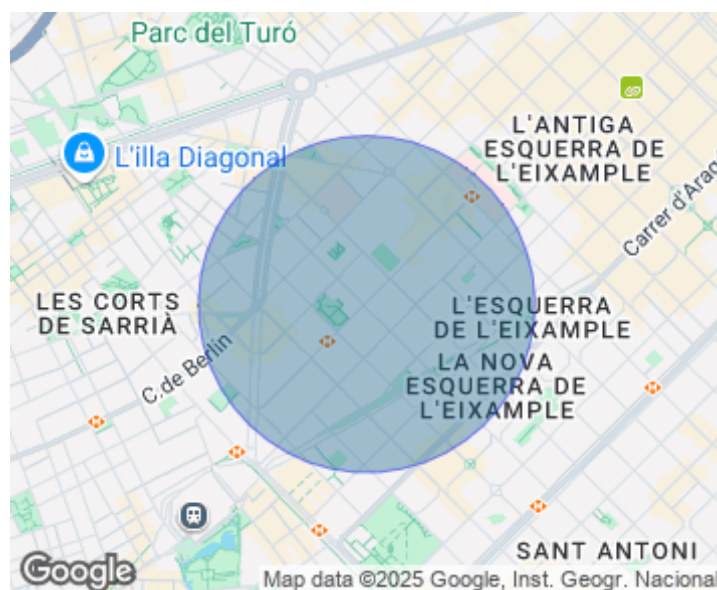 Parc del Turó
L'illa Diagonal
L'ANTIGA
ESQUERRA DE
L'EIXAMPLE
Carrer d'Arag
LES CORTS
DE SARRIÀ
L'ESQUERRA
DE L'EIXAMPLE
C. de Berlín
LA NOVA
ESQUERRA DE
L'EIXAMPLE
SANT ANTONI
Google
Map data ©2025 Google, Inst. Geogr. Nacional